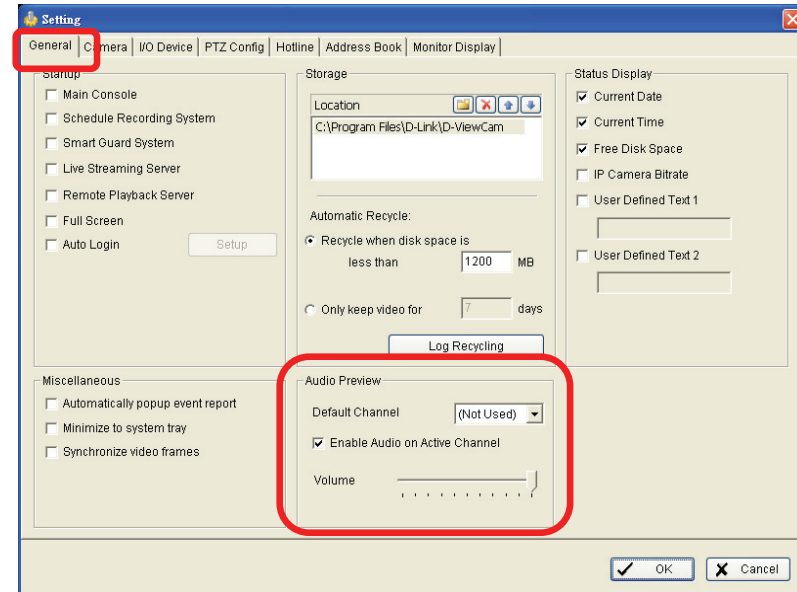 Setting
General Camera I/O Device PTZ Config Hotline Address Book Monitor Display
Startup
Main Console
Schedule Recording System
Smart Guard System
Live Streaming Server
Remote Playback Server
Full Screen
Auto Login Setup
Storage
Location
C:\Program Files\D-Link\D-ViewCam
Automatic Recycle:
Recycle when disk space is
less than 1200 MB
Only keep video for 7 days
Log Recycling
Status Display
Current Date
Current Time
Free Disk Space
IP Camera Bitrate
User Defined Text 1
User Defined Text 2
Miscellaneous
Automatically popup event report
Minimize to system tray
Synchronize video frames
Audio Preview
Default Channel (Not Used)
Enable Audio on Active Channel
Volume
OK Cancel